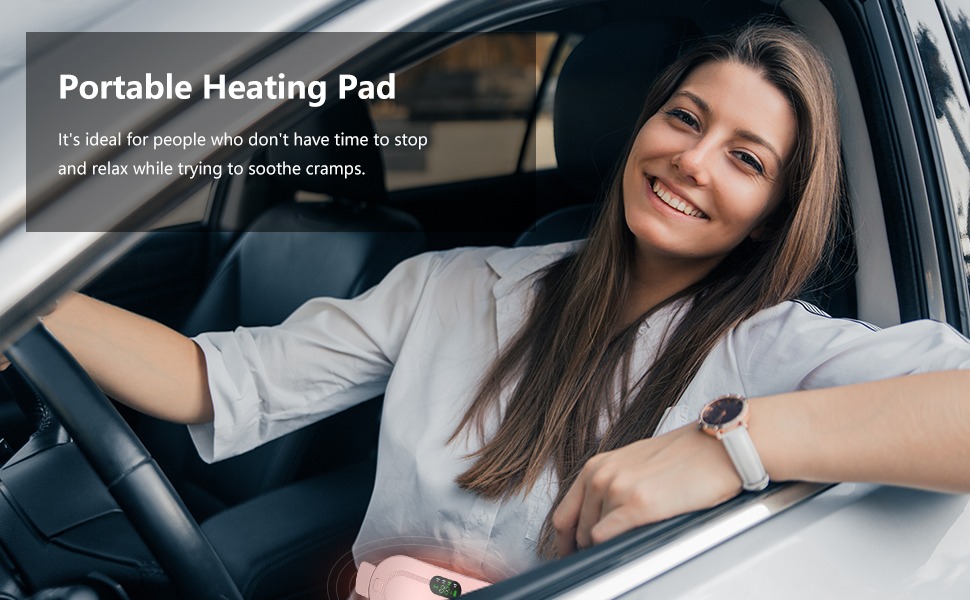 Portable Heating Pad
It's ideal for people who don't have time to stop
and relax while trying to soothe cramps.